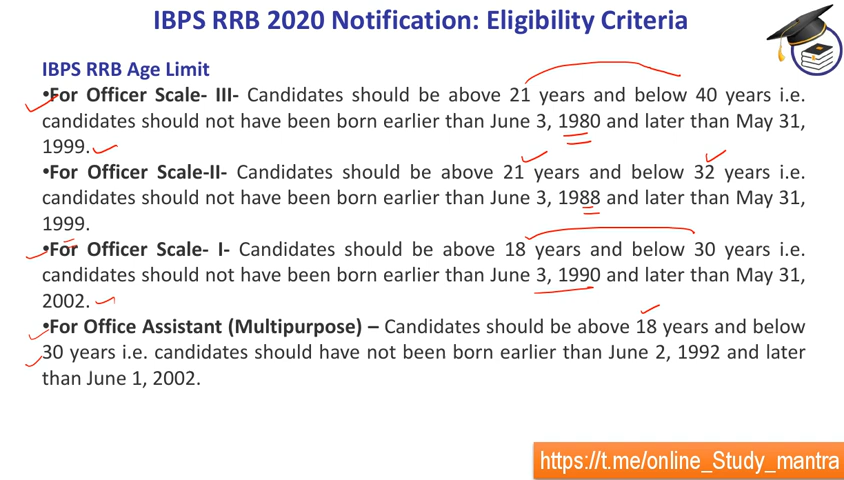 IBPS RRB 2020 Notification: Eligibility Criteria
IBPS RRB Age Limit
•For Officer Scale- III- Candidates should be above 21 years and below 40 years i.e.
candidates should not have been born earlier than June 3, 1980 and later than May 31,
1999.
•For Officer Scale-II- Candidates should be above 21 years and below 32 years i.e.
candidates should not have been born earlier than June 3, 1988 and later than May 31,
1999.
•For Officer Scale- I- Candidates should be above 18 years and below 30 years i.e.
candidates should not have been born earlier than June 3, 1990 and later than May 31,
2002.
•For Office Assistant (Multipurpose) – Candidates should be above 18 years and below
30 years i.e. candidates should have not been born earlier than June 2, 1992 and later
than June 1, 2002.
https://t.me/online_Study_mantra